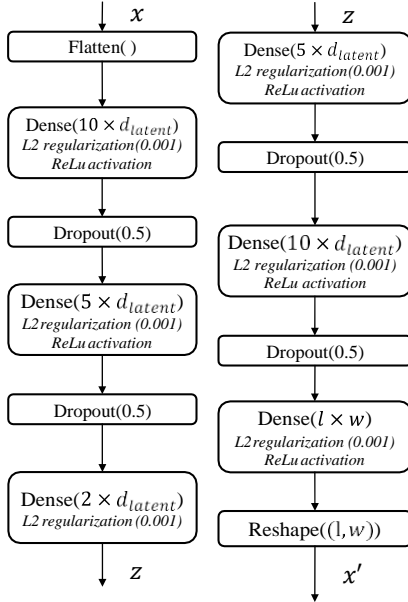 x
Flatten( )
Dense(10 × d_latent)
L2 regularization(0.001)
ReLu activation
Dropout(0.5)
Dense(5 × d_latent)
L2 regularization (0.001)
ReLu activation
Dropout(0.5)
Dense(2 × d_latent)
L2 regularization(0.001)
z
z
Dense(5 × d_latent)
L2 regularization(0.001)
ReLu activation
Dropout(0.5)
Dense(10 × d_latent)
L2 regularization (0.001)
ReLu activation
Dropout(0.5)
Dense(l × w)
L2 regularization (0.001)
ReLu activation
Reshape((l, w))
x′